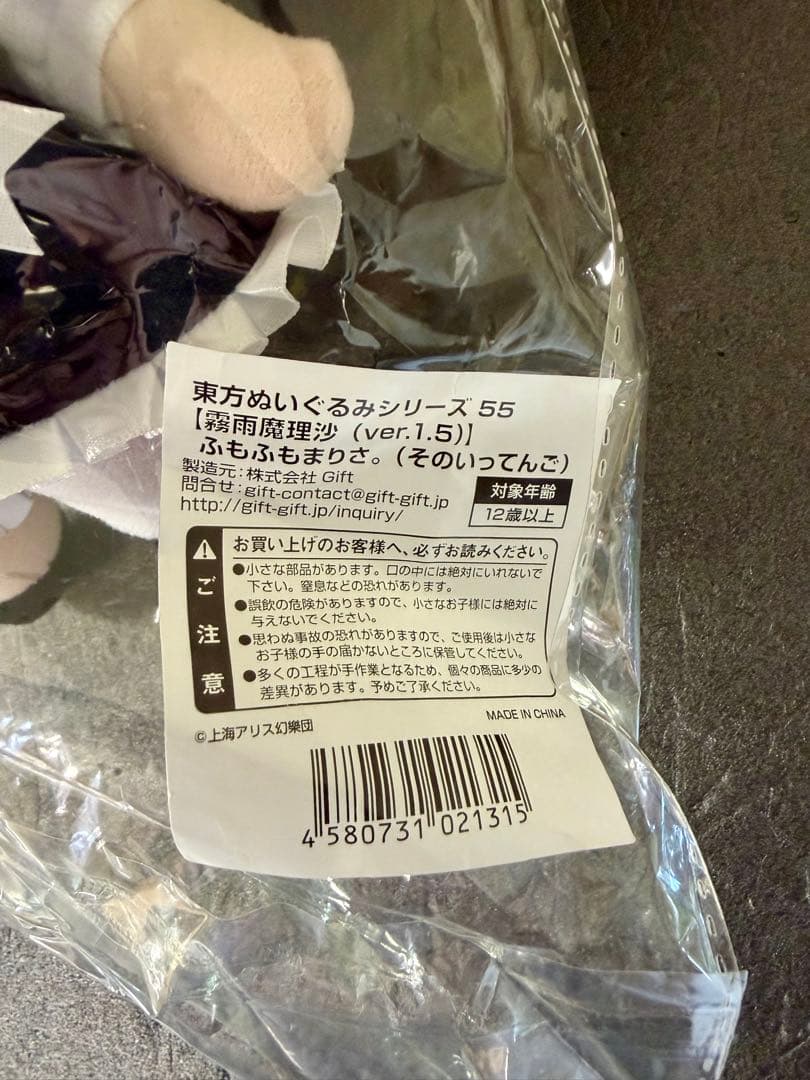 東方ぬいぐるみシリーズ 55
【霧雨魔理沙（ver.1.5）】
ふもふもまりさ。（そのいってんご）
製造元：株式会社 Gift
問合せ：gift-contact@gift-gift.jp
http://gift-gift.jp/inquiry/
対象年齢
12歳以上
ご注意
お買い上げのお客様へ、必ずお読みください。
●小さな部品があります。口の中には絶対にいれないで
下さい。窒息などの恐れがあります。
●誤飲の危険がありますので、小さなお子様には絶対に
与えないでください。
●思わぬ事故の恐れがありますので、ご使用後は小さな
お子様の手の届かないところに保管してください。
●多くの工程が手作業となるため、個々の商品に多少の
差異があります。予めご了承ください。
©上海アリス幻樂団
MADE IN CHINA
4 580731 021315